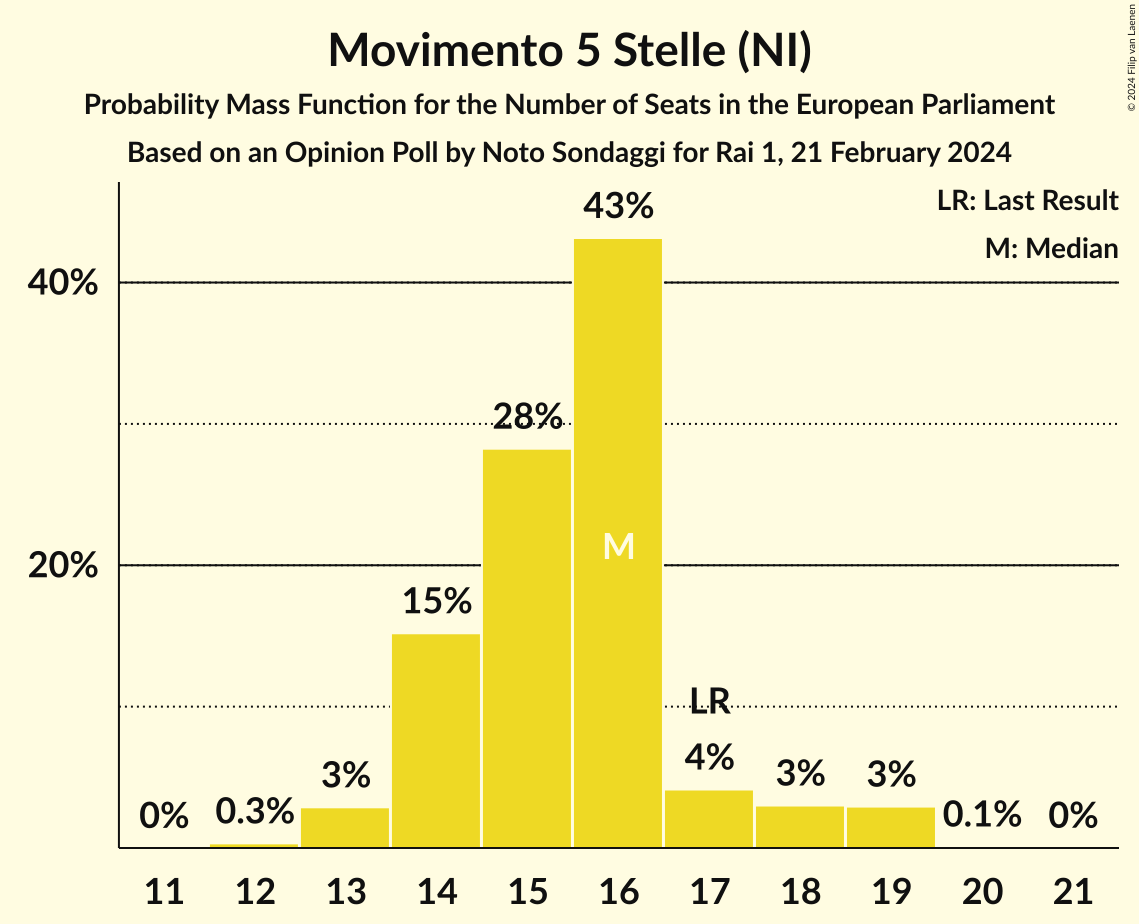 Movimento 5 Stelle (NI)
Probability Mass Function for the Number of Seats in the European Parliament
Based on an Opinion Poll by Noto Sondaggi for Rai 1, 21 February 2024
© 2024 Filip van Laenen
LR: Last Result
M: Median
43%
40%
28%
M
20%
15%
LR
4%
3%
3%
3%
0.3%
0.1%
0%
0%
11 12 13 14 15 16 17 18 19 20 21